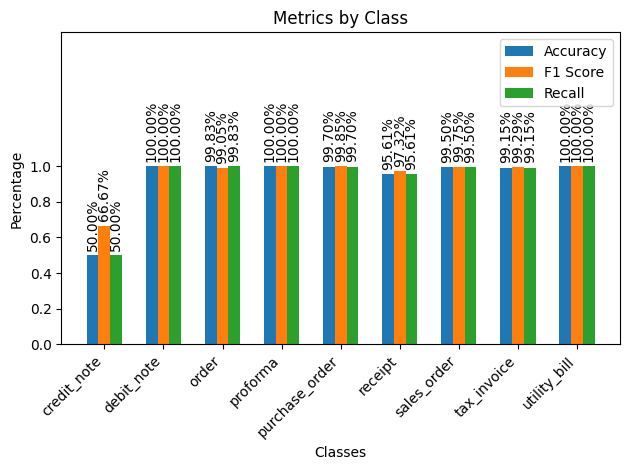 Metrics by Class
Accuracy
F1 Score
Recall
Percentage
1.0
0.8
0.6
0.4
0.2
0.0
50.00%
66.67%
50.00%
100.00%
100.00%
100.00%
99.83%
99.05%
99.83%
100.00%
100.00%
100.00%
99.70%
99.85%
99.70%
95.61%
97.32%
95.61%
99.50%
99.75%
99.50%
99.15%
99.29%
99.15%
100.00%
100.00%
100.00%
credit_note
debit_note
order
proforma
purchase_order
receipt
sales_order
tax_invoice
utility_bill
Classes